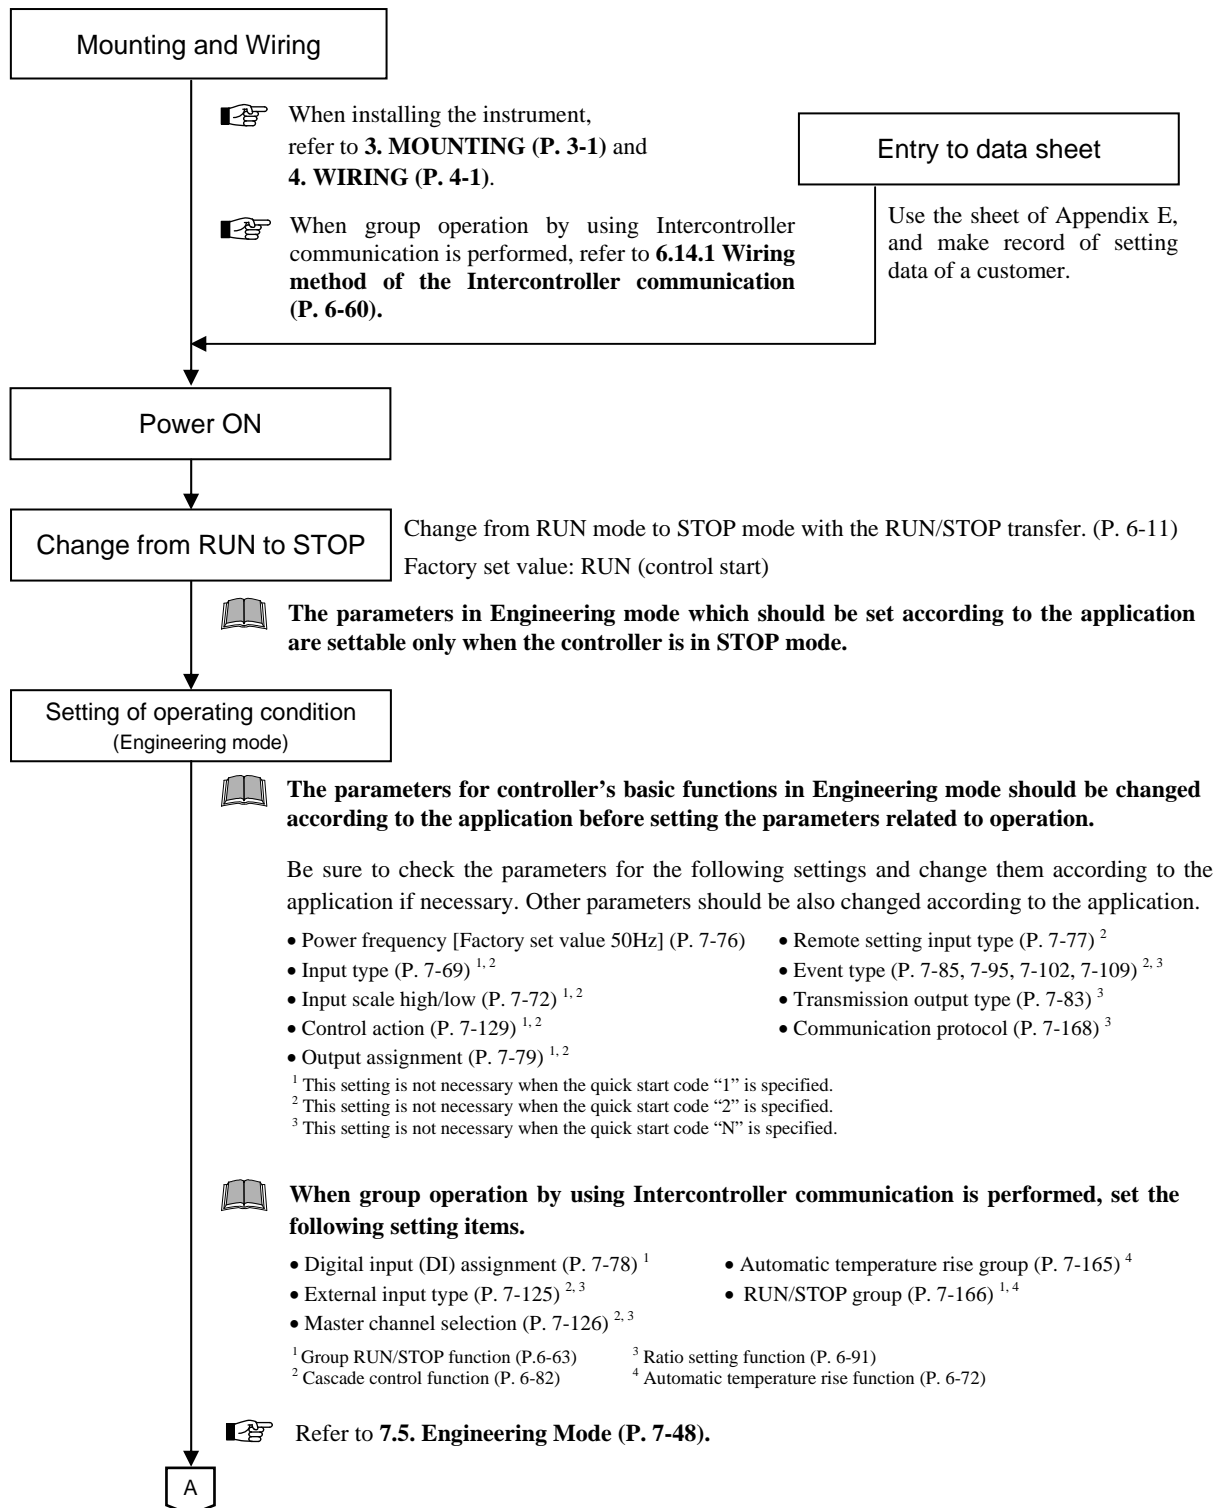 Mounting and Wiring
When installing the instrument,
refer to 3. MOUNTING (P. 3-1) and
4. WIRING (P. 4-1).
When group operation by using Intercontroller
communication is performed, refer to 6.14.1 Wiring
method of the Intercontroller communication
(P. 6-60).
Entry to data sheet
Use the sheet of Appendix E,
and make record of setting
data of a customer.
Power ON
Change from RUN to STOP
Change from RUN mode to STOP mode with the RUN/STOP transfer. (P. 6-11)
Factory set value: RUN (control start)
The parameters in Engineering mode which should be set according to the application
are settable only when the controller is in STOP mode.
Setting of operating condition
(Engineering mode)
The parameters for controller's basic functions in Engineering mode should be changed
according to the application before setting the parameters related to operation.
Be sure to check the parameters for the following settings and change them according to the
application if necessary. Other parameters should be also changed according to the application.
• Power frequency [Factory set value 50Hz] (P. 7-76)
• Input type (P. 7-69) 1, 2
• Input scale high/low (P. 7-72) 1, 2
• Control action (P. 7-129) 1, 2
• Output assignment (P. 7-79) 1, 2
• Remote setting input type (P. 7-77) 2
• Event type (P. 7-85, 7-95, 7-102, 7-109) 2, 3
• Transmission output type (P. 7-83) 3
• Communication protocol (P. 7-168) 3
1 This setting is not necessary when the quick start code “1” is specified.
2 This setting is not necessary when the quick start code “2” is specified.
3 This setting is not necessary when the quick start code “N” is specified.
When group operation by using Intercontroller communication is performed, set the
following setting items.
• Digital input (DI) assignment (P. 7-78) 1
• External input type (P. 7-125) 2, 3
• Master channel selection (P. 7-126) 2, 3
• Automatic temperature rise group (P. 7-165) 4
• RUN/STOP group (P. 7-166) 1, 4
1 Group RUN/STOP function (P.6-63)
2 Cascade control function (P. 6-82)
3 Ratio setting function (P. 6-91)
4 Automatic temperature rise function (P. 6-72)
Refer to 7.5. Engineering Mode (P. 7-48).
A